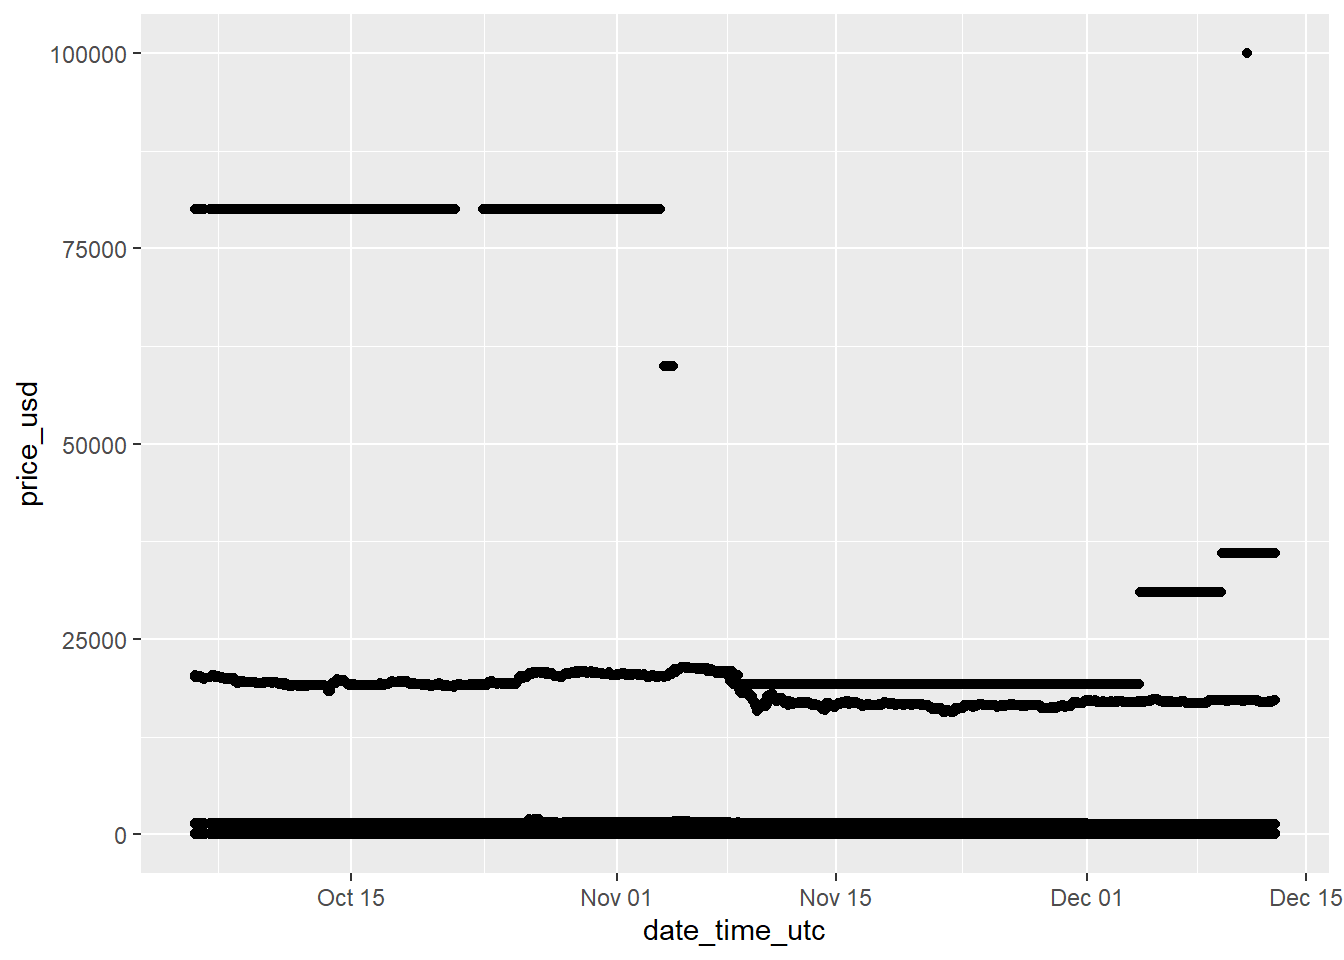 100000
75000
50000
25000
0
price_usd
Oct 15
Nov 01
Nov 15
Dec 01
Dec 15
date_time_utc